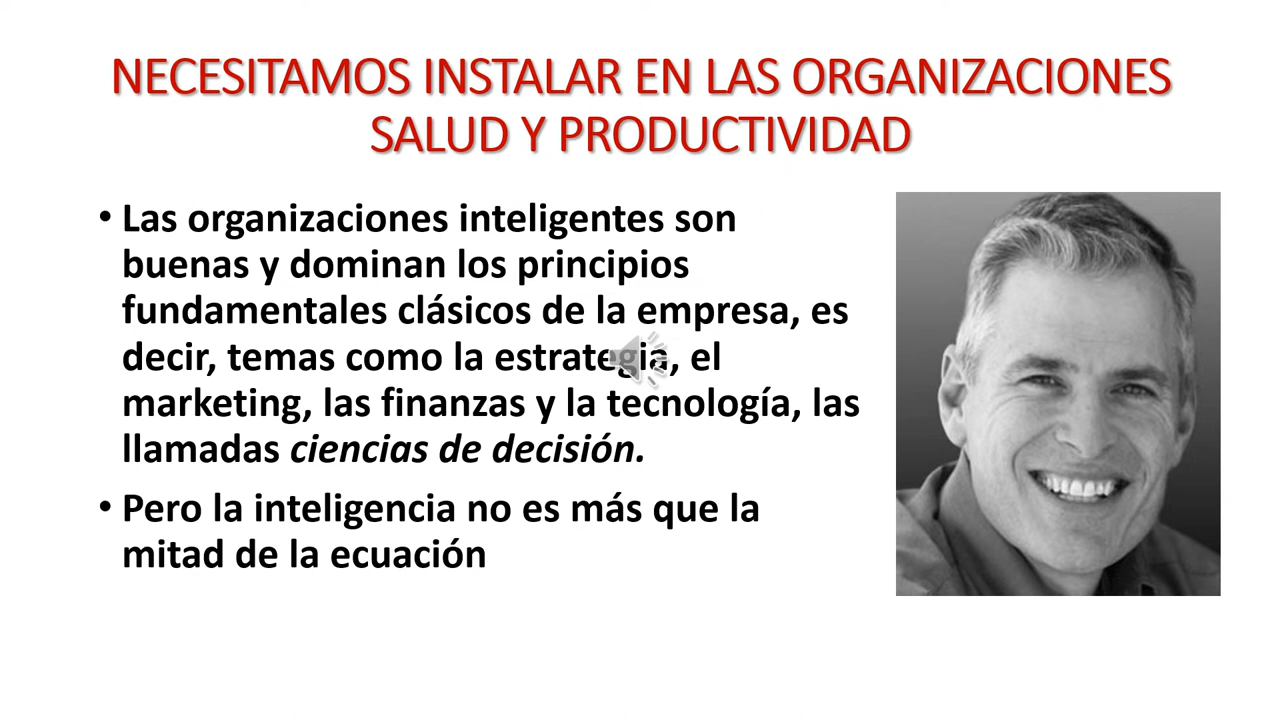 NECESITAMOS INSTALAR EN LAS ORGANIZACIONES
SALUD Y PRODUCTIVIDAD
• Las organizaciones inteligentes son
buenas y dominan los principios
fundamentales clásicos de la empresa, es
decir, temas como la estrategia, el
marketing, las finanzas y la tecnología, las
llamadas ciencias de decisión.
• Pero la inteligencia no es más que la
mitad de la ecuación